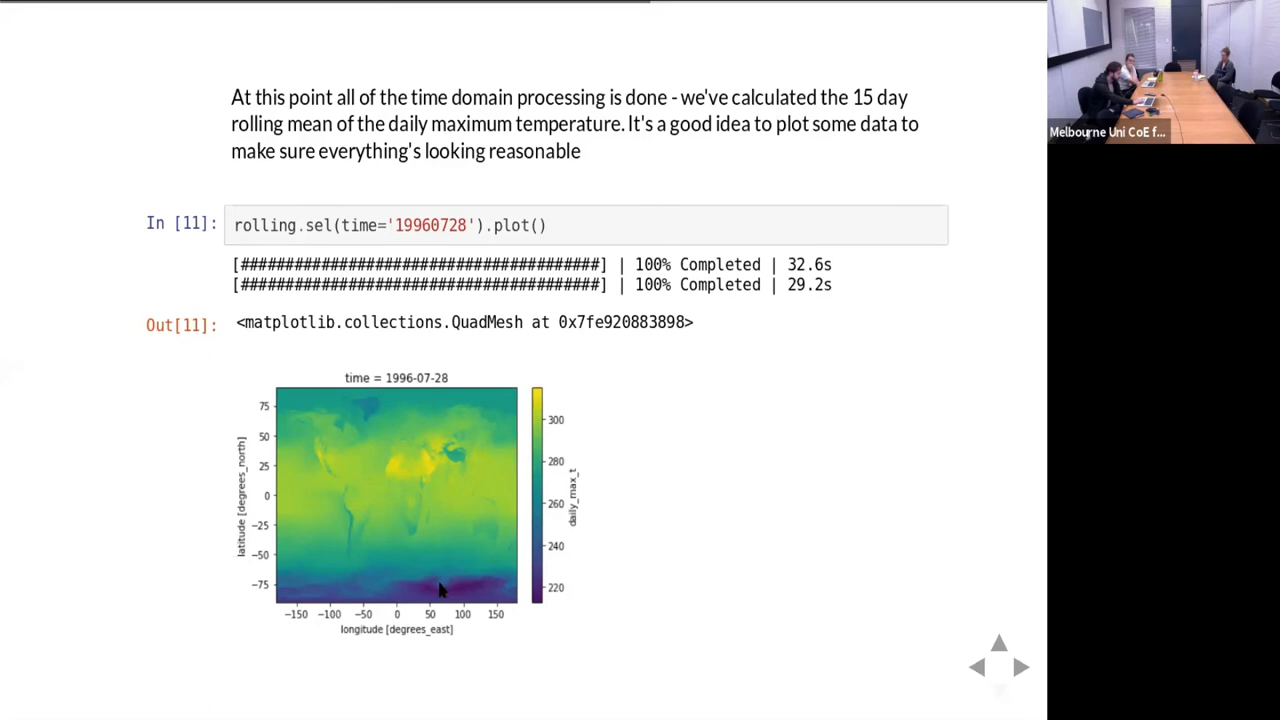 At this point all of the time domain processing is done - we've calculated the 15 day
rolling mean of the daily maximum temperature. It's a good idea to plot some data to
make sure everything's looking reasonable
In [11]:
rolling.sel(time='19960728').plot()
[########################################] | 100% Completed | 32.6s
[########################################] | 100% Completed | 29.2s
Out[11]:
<matplotlib.collections.QuadMesh at 0x7fe920883898>
time = 1996-07-28
latitude [degrees_north]
75
50
25
0
−25
−50
−75
−150 −100 −50 0 50 100 150
longitude [degrees_east]
300
280
260
240
220
daily_max_t
Melbourne Uni CoE f...